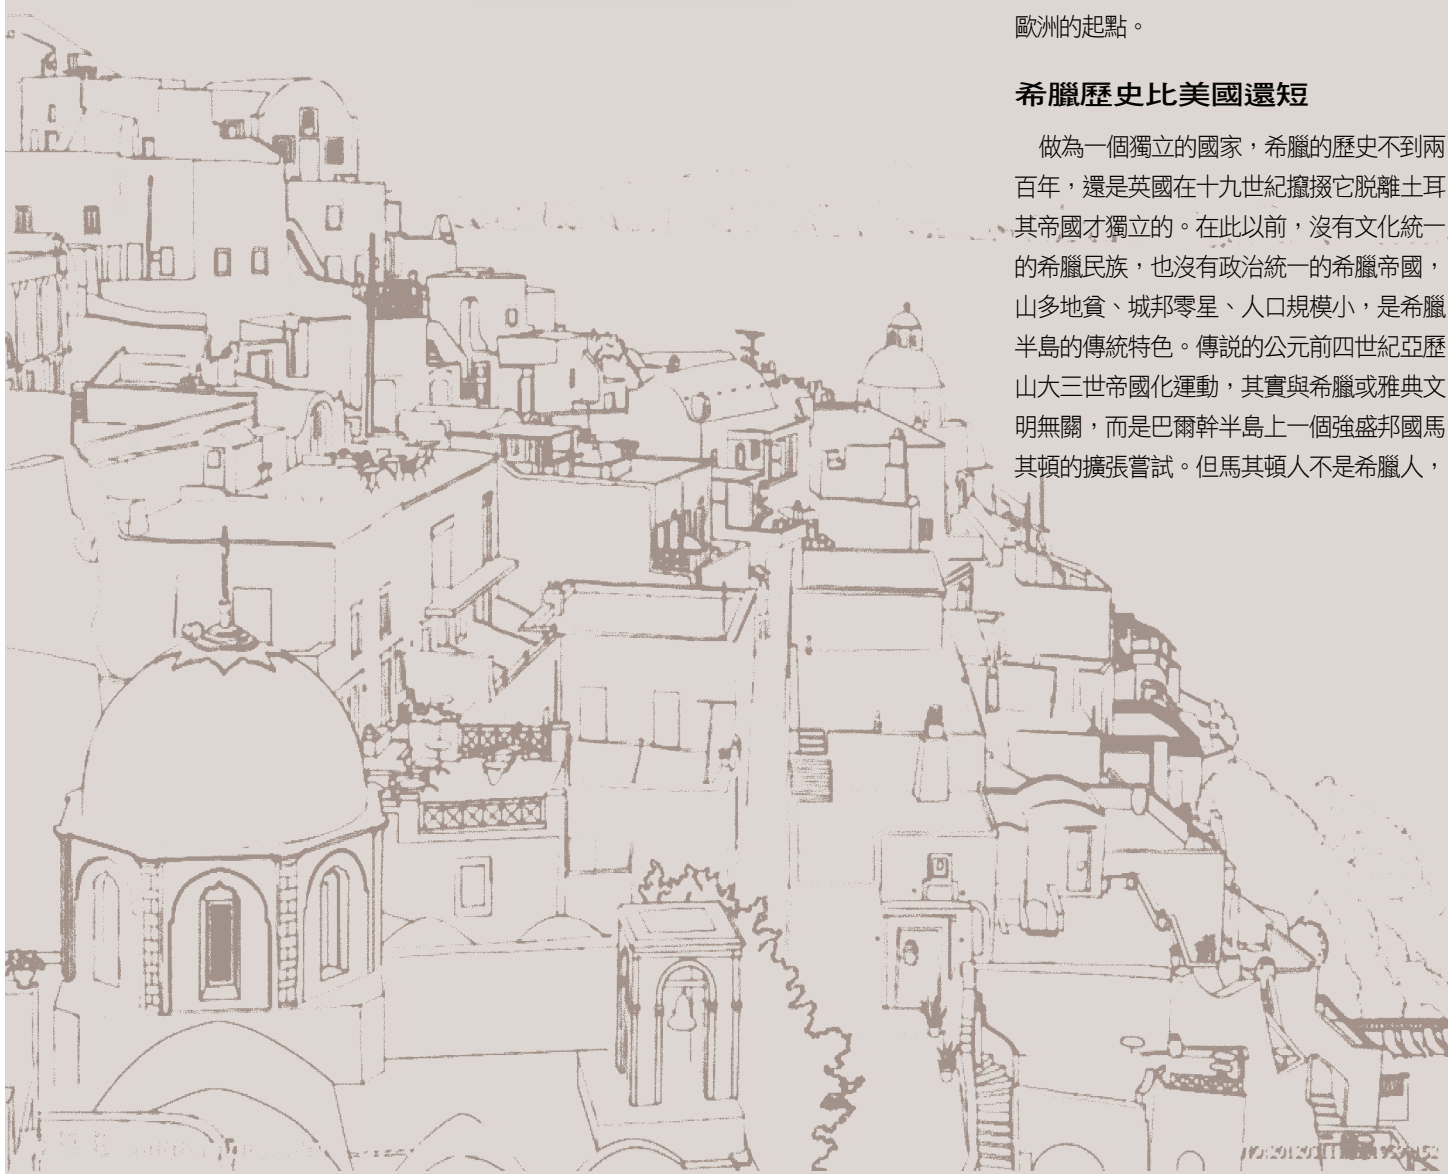 歐洲的起點。
希臘歷史比美國還短
做為一個獨立的國家，希臘的歷史不到兩
百年，還是英國在十九世紀攛掇它脫離土耳
其帝國才獨立的。在此以前，沒有文化統一
的希臘民族，也沒有政治統一的希臘帝國，
山多地貧、城邦零星、人口規模小，是希臘
半島的傳統特色。傳說的公元前四世紀亞歷
山大三世帝國化運動，其實與希臘或雅典文
明無關，而是巴爾幹半島上一個強盛邦國馬
其頓的擴張嘗試。但馬其頓人不是希臘人，